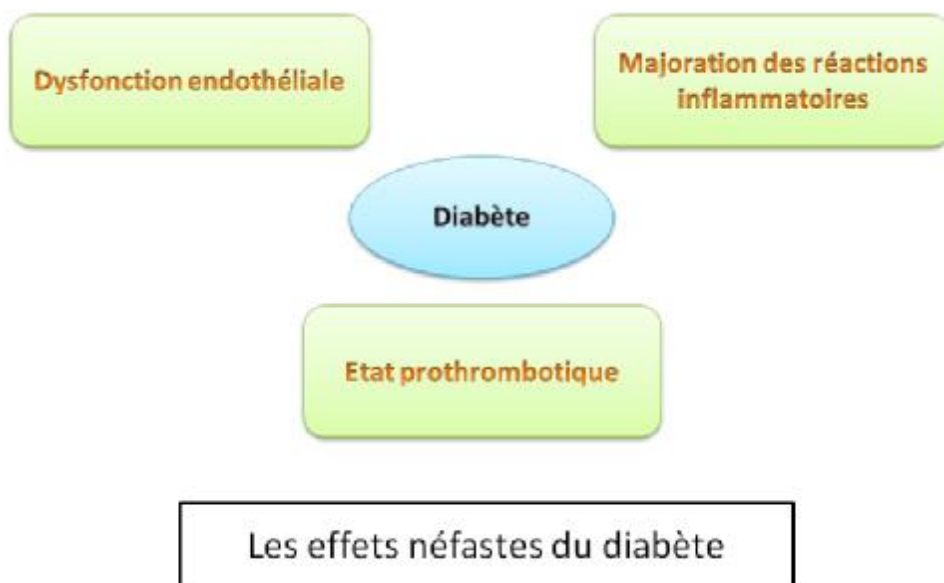 Dysfonction endothéliale
Majoration des réactions
inflammatoires
Diabète
Etat prothrombotique
Les effets néfastes du diabète